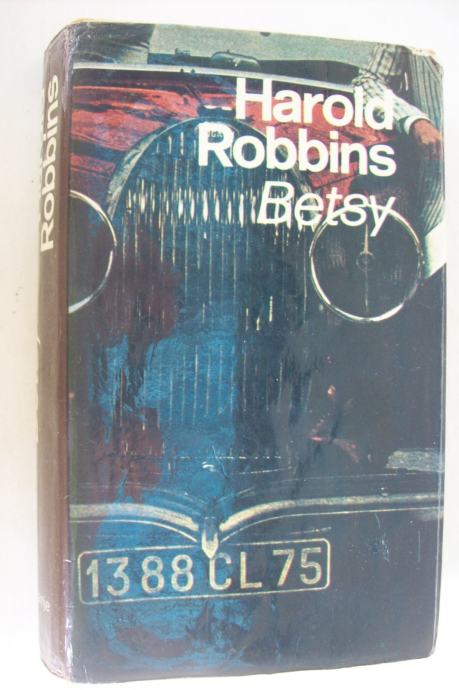 Harold
Robbins
Betsy
1388 CL 75
Robbins